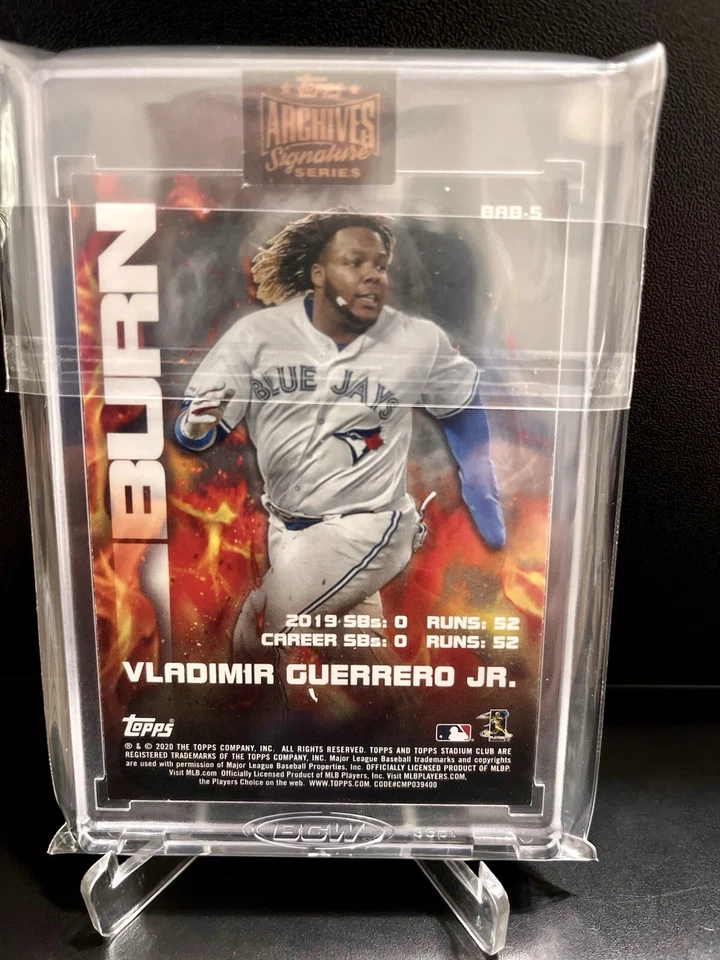 Topps
ARCHIVES
Signature
SERIES
BAB-5
BURN
BLUE JAYS
2019 SBs: 0 RUNS: 52
CAREER SBs: 0 RUNS: 52
VLADIMIR GUERRERO JR.
Topps®
® & © 2020 THE TOPPS COMPANY, INC. ALL RIGHTS RESERVED. TOPPS AND TOPPS STADIUM CLUB ARE
REGISTERED TRADEMARKS OF THE TOPPS COMPANY, INC. Major League Baseball trademarks and copyrights
are used with permission of Major League Baseball Properties, Inc. OFFICIALLY LICENSED PRODUCT OF MLBP.
Visit MLB.com Officially Licensed Product of MLB Players, Inc. Visit MLBPLAYERS.COM,
the Players Choice on the web. WWW.TOPPS.COM. CODE#CMP039400
BCW